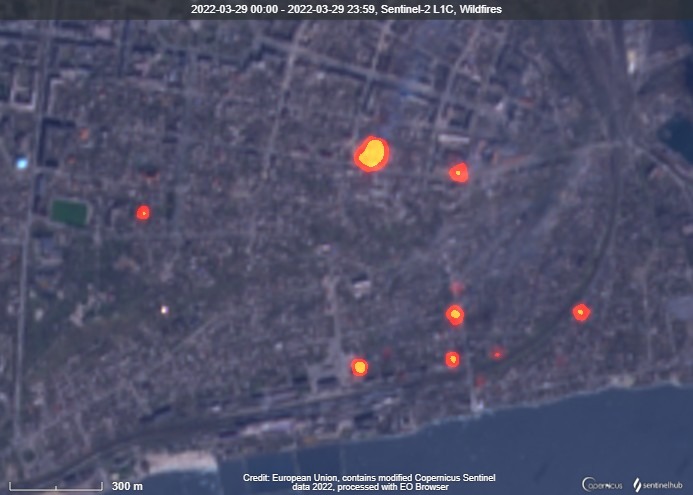 2022-03-29 00:00 - 2022-03-29 23:59, Sentinel-2 L1C, Wildfires
Credit: European Union, contains modified Copernicus Sentinel
data 2022, processed with EO Browser
300 m
opernicus
sentinelhub